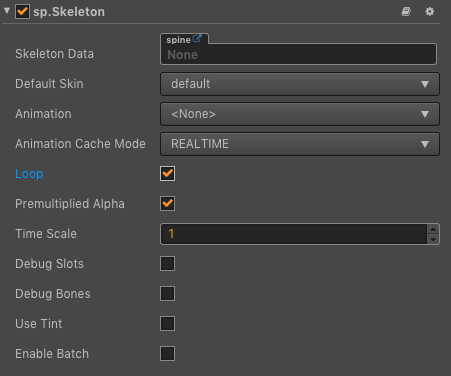 sp.Skeleton
spine
Skeleton Data None
Default Skin default
Animation <None>
Animation Cache Mode REALTIME
Loop
Premultiplied Alpha
Time Scale 1
Debug Slots
Debug Bones
Use Tint
Enable Batch